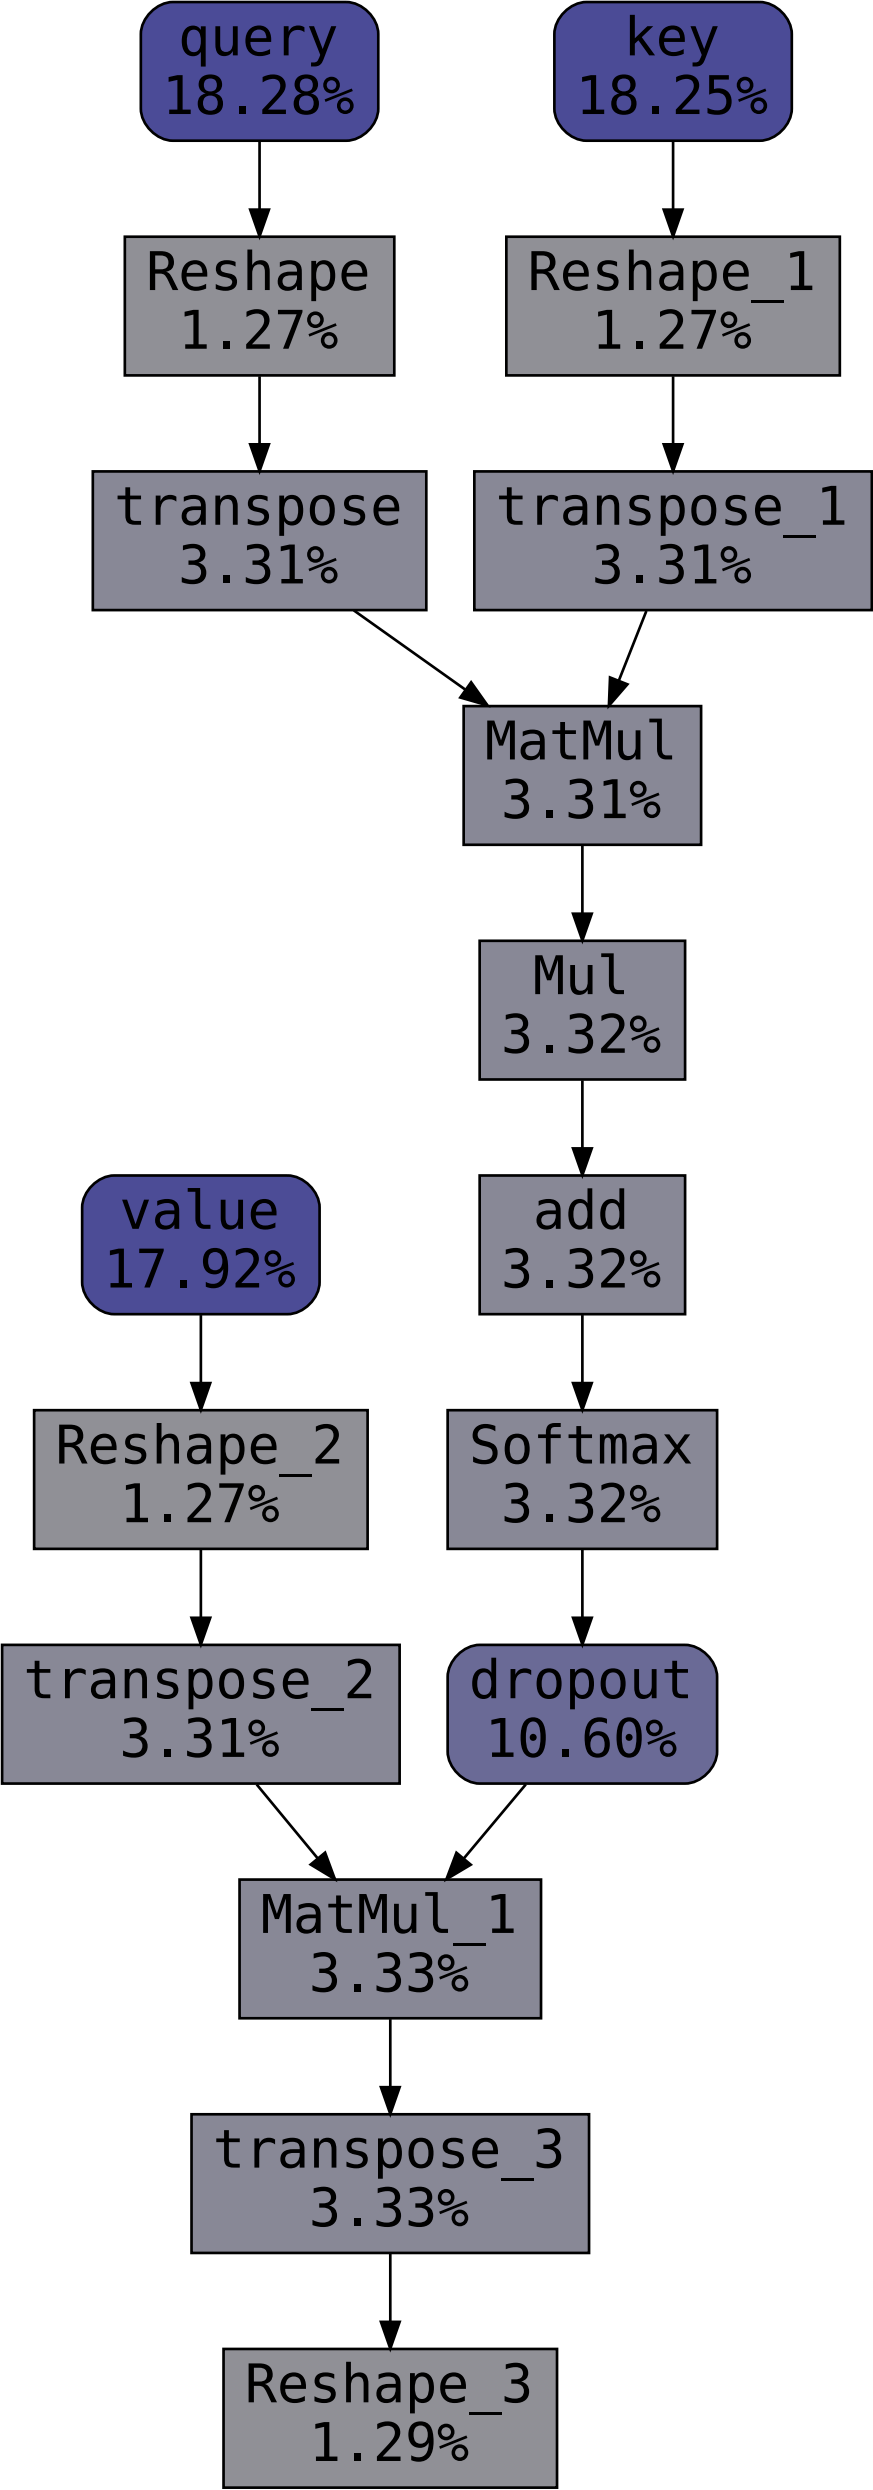 query
18.28%
key
18.25%
Reshape
1.27%
Reshape_1
1.27%
transpose
3.31%
transpose_1
3.31%
MatMul
3.31%
Mul
3.32%
value
17.92%
add
3.32%
Reshape_2
1.27%
Softmax
3.32%
transpose_2
3.31%
dropout
10.60%
MatMul_1
3.33%
transpose_3
3.33%
Reshape_3
1.29%